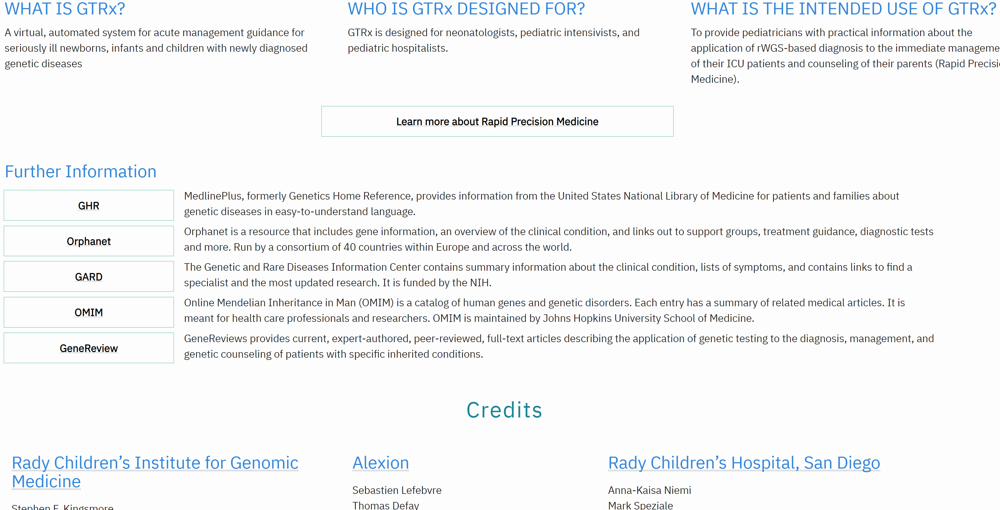 WHAT IS GTRx?
A virtual, automated system for acute management guidance for
seriously ill newborns, infants and children with newly diagnosed
genetic diseases
WHO IS GTRx DESIGNED FOR?
GTRx is designed for neonatologists, pediatric intensivists, and
pediatric hospitalists.
WHAT IS THE INTENDED USE OF GTRx?
To provide pediatricians with practical information about the
application of rWGS-based diagnosis to the immediate manageme
of their ICU patients and counseling of their parents (Rapid Precisi
Medicine).
Learn more about Rapid Precision Medicine
Further Information
GHR
MedlinePlus, formerly Genetics Home Reference, provides information from the United States National Library of Medicine for patients and families about
genetic diseases in easy-to-understand language.
Orphanet
Orphanet is a resource that includes gene information, an overview of the clinical condition, and links out to support groups, treatment guidance, diagnostic tests
and more. Run by a consortium of 40 countries within Europe and across the world.
GARD
The Genetic and Rare Diseases Information Center contains summary information about the clinical condition, lists of symptoms, and contains links to find a
specialist and the most updated research. It is funded by the NIH.
OMIM
Online Mendelian Inheritance in Man (OMIM) is a catalog of human genes and genetic disorders. Each entry has a summary of related medical articles. It is
meant for health care professionals and researchers. OMIM is maintained by Johns Hopkins University School of Medicine.
GeneReview
GeneReviews provides current, expert-authored, peer-reviewed, full-text articles describing the application of genetic testing to the diagnosis, management, and
genetic counseling of patients with specific inherited conditions.
Credits
Rady Children’s Institute for Genomic
Medicine
Stephen F. Kingsmore
Alexion
Sebastien Lefebvre
Thomas Defay
Rady Children’s Hospital, San Diego
Anna-Kaisa Niemi
Mark Speziale